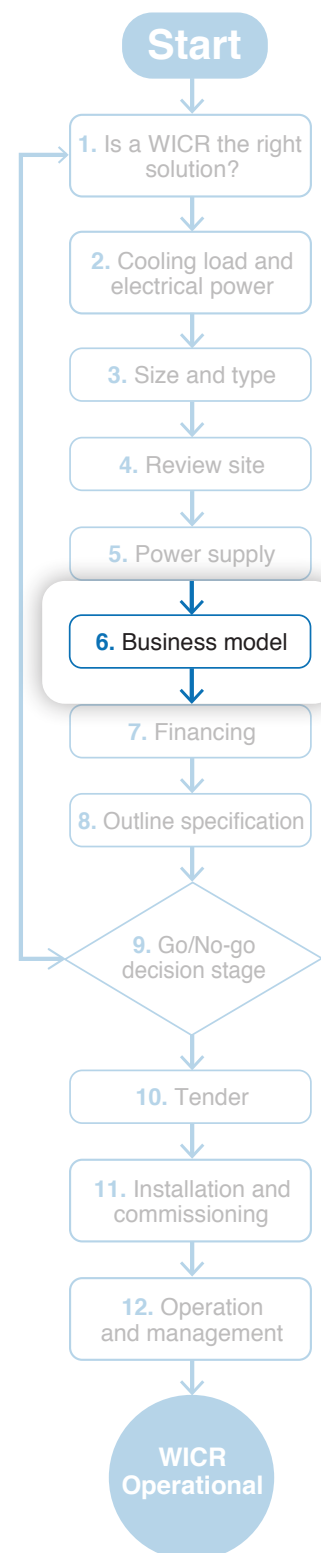 Start
1. Is a WICR the right
solution?
2. Cooling load and
electrical power
3. Size and type
4. Review site
5. Power supply
6. Business model
7. Financing
8. Outline specification
9. Go/No-go
decision stage
10. Tender
11. Installation and
commissioning
12. Operation
and management
WICR
Operational